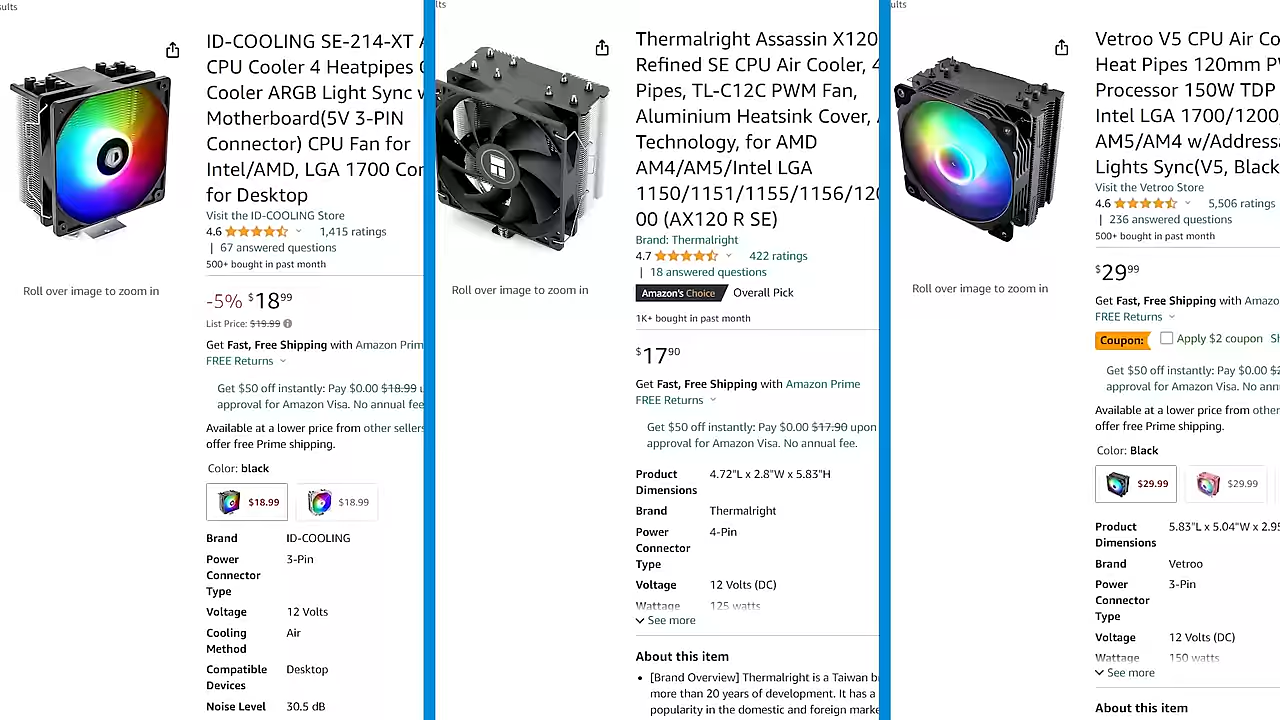 ults
ID-COOLING SE-214-XT
CPU Cooler 4 Heatpipes
Cooler ARGB Light Sync
Motherboard(5V 3-PIN
Connector) CPU Fan for
Intel/AMD, LGA 1700
for Desktop
Visit the ID-COOLING Store
4.6 1,415 ratings
| 67 answered questions
500+ bought in past month
Roll over image to zoom in
-5% $18 99
List Price: $19.99
Get Fast, Free Shipping with Amazon
FREE Returns
Get $50 off instantly: Pay $0.00 $18.99
approval for Amazon Visa. No annual
Available at a lower price from other sellers
offer free Prime shipping.
Color: black
$18.99
$18.99
Brand ID-COOLING
Power Connector Type 3-Pin
Voltage 12 Volts
Cooling Method Air
Compatible Devices Desktop
Noise Level 30.5 dB
lts
Thermalright Assassin X120
Refined SE CPU Air Cooler, 4
Pipes, TL-C12C PWM Fan,
Aluminium Heatsink Cover,
Technology, for AMD
AM4/AM5/Intel LGA
1150/1151/1155/1156/120
00 (AX120 R SE)
Brand: Thermalright
4.7 422 ratings
| 18 answered questions
Amazon's Choice Overall Pick
1K+ bought in past month
Roll over image to zoom in
$17 90
Get Fast, Free Shipping with Amazon Prime
FREE Returns
Get $50 off instantly: Pay $0.00 $17.90 upon
approval for Amazon Visa. No annual fee.
Product Dimensions 4.72"L x 2.8"W x 5.83"H
Brand Thermalright
Power Connector Type 4-Pin
Voltage 12 Volts (DC)
Wattage 125 watts
See more
About this item
• [Brand Overview] Thermalright is a Taiwan
more than 20 years of development. It has a
popularity in the domestic and foreign
ults
Vetroo V5 CPU Air
Heat Pipes 120mm
Processor 150W TDP
Intel LGA 1700/1200
AM5/AM4
Lights Sync(V5, Black
Visit the Vetroo Store
4.6 5,506 ratings
| 236 answered questions
500+ bought in past month
Roll over image to zoom in
$29 99
Get Fast, Free Shipping with
FREE Returns
Coupon: Apply $2 coupon
Get $50 off instantly: Pay $0.00
approval for Amazon Visa. No
Available at a lower price from
offer free Prime shipping.
Color: Black
$29.99
$29.99
Product Dimensions 5.83"L x 5.04"W x
Brand Vetroo
Power Connector Type 3-Pin
Voltage 12 Volts (DC)
Wattage 150 watts
See more
About this item